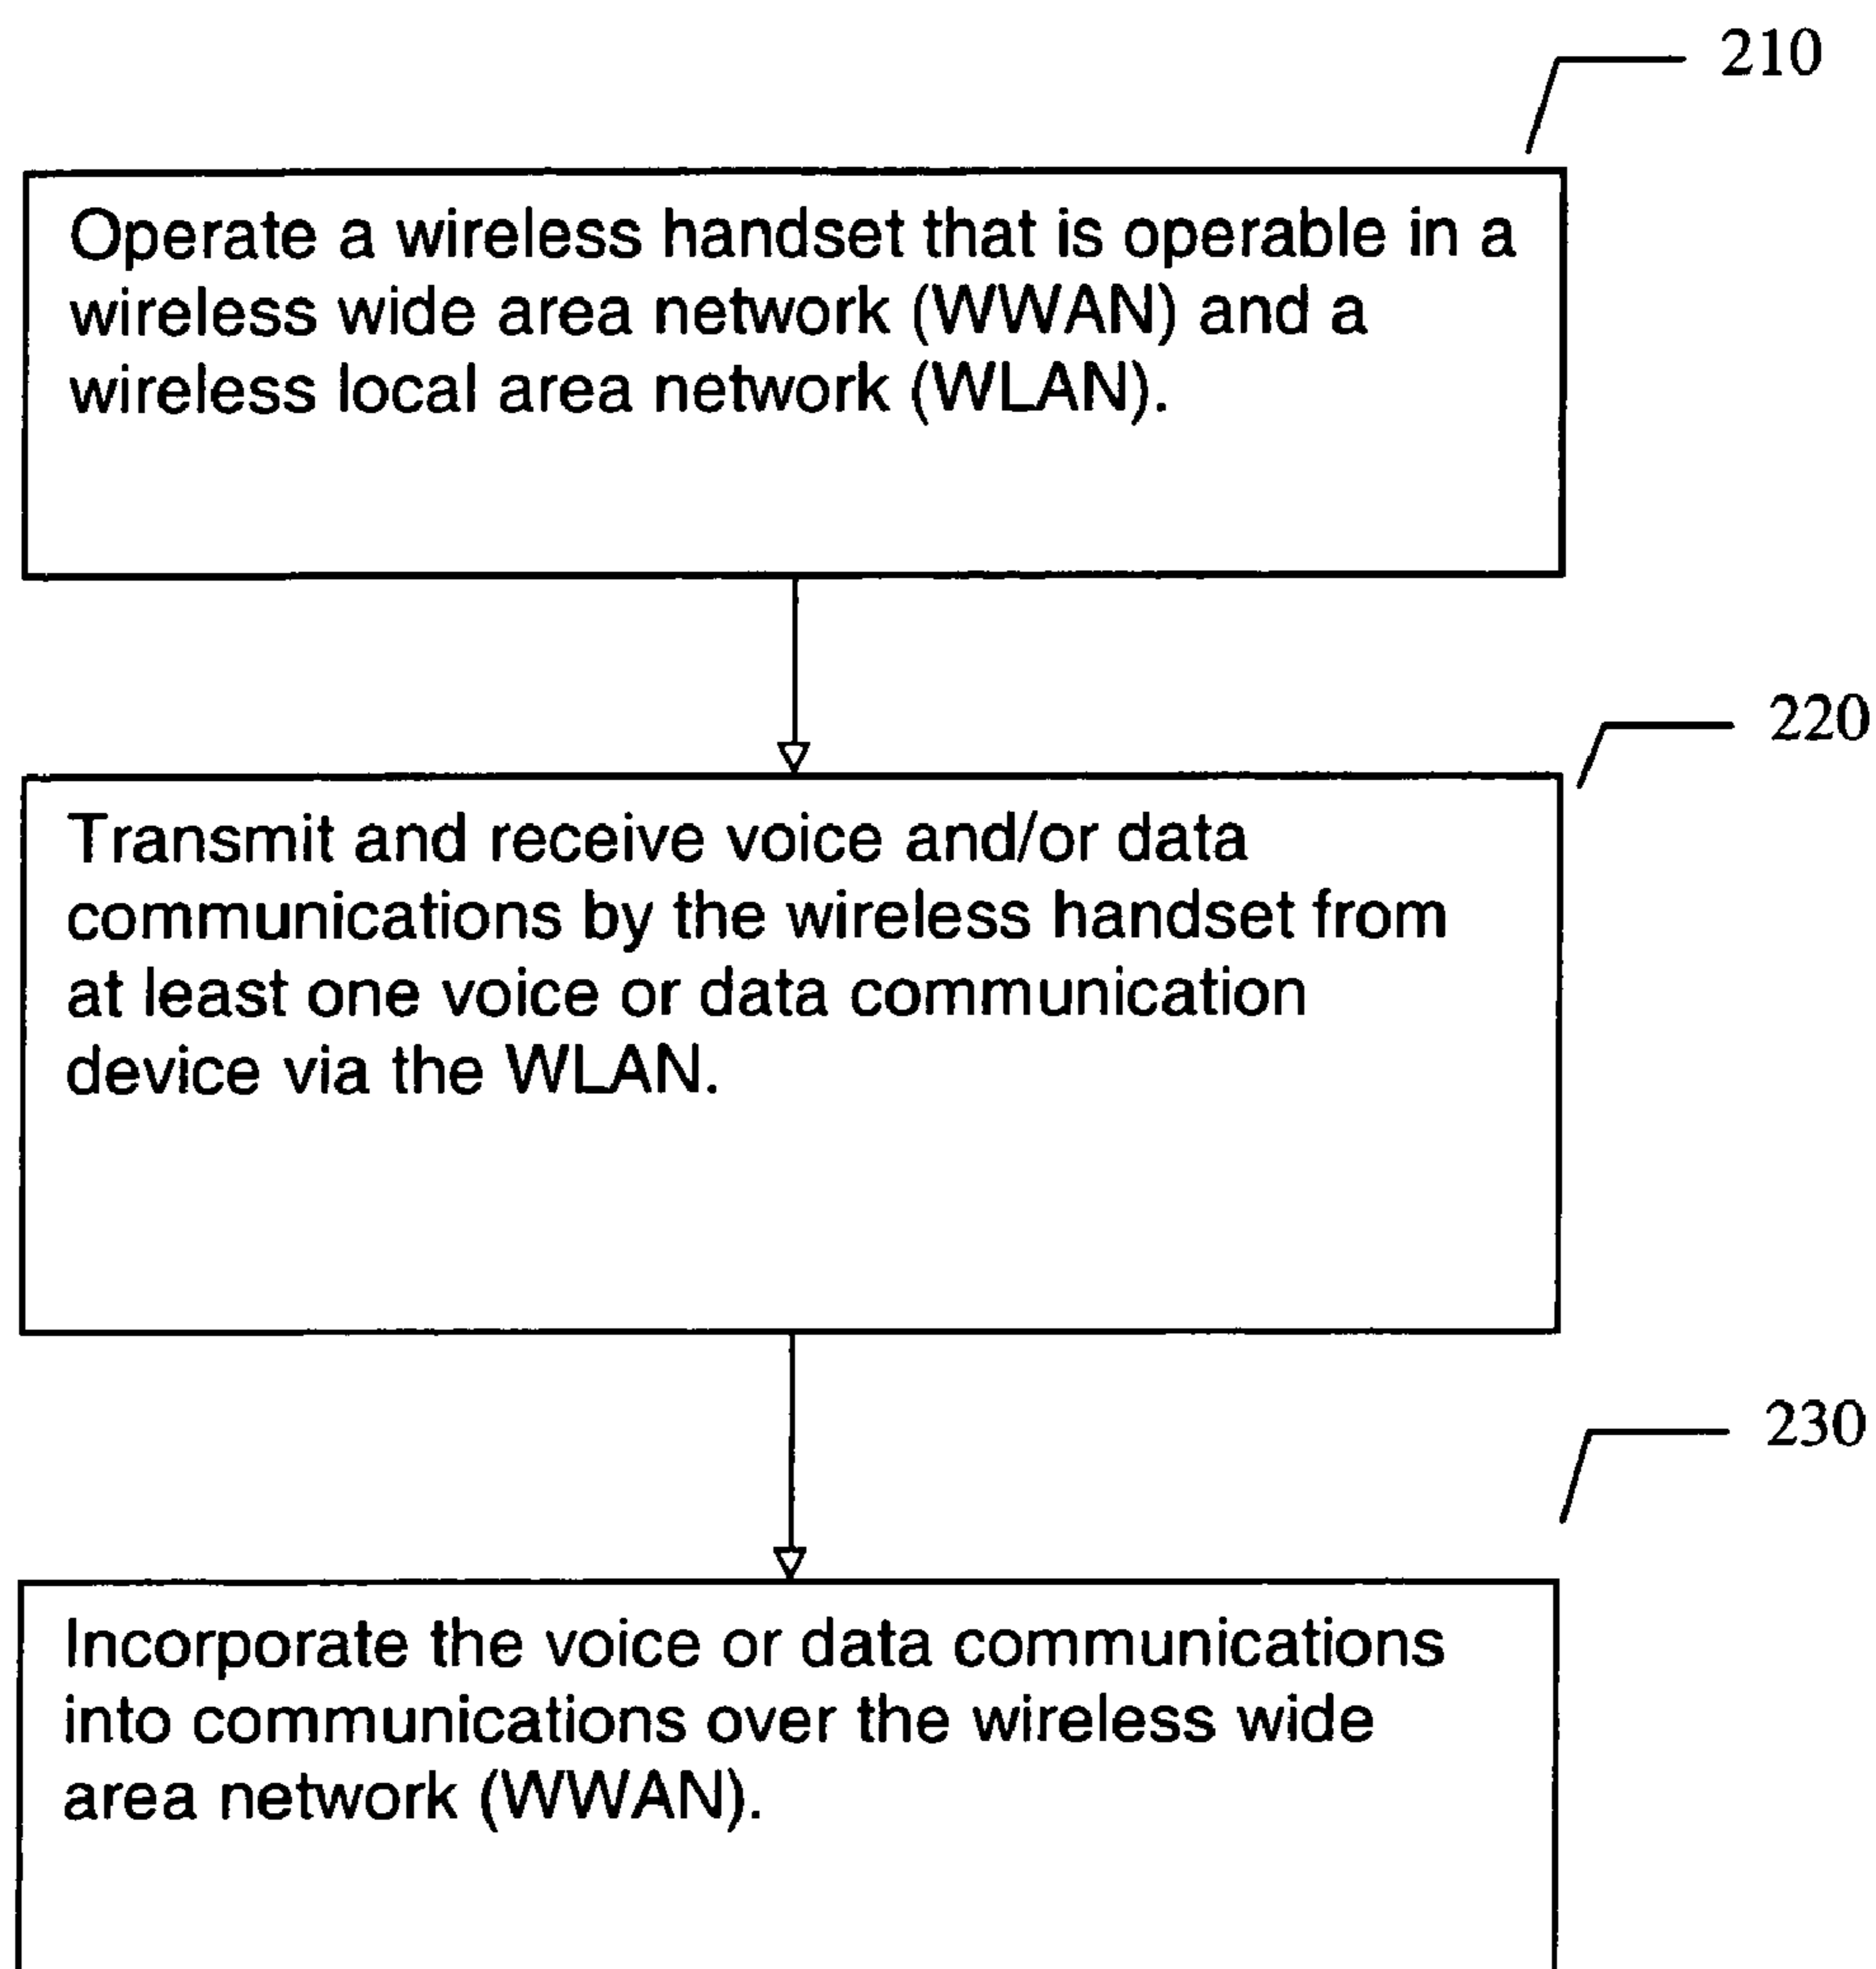 210
Operate a wireless handset that is operable in a
wireless wide area network (WWAN) and a
wireless local area network (WLAN).
220
Transmit and receive voice and/or data
communications by the wireless handset from
at least one voice or data communication
device via the WLAN.
230
Incorporate the voice or data communications
into communications over the wireless wide
area network (WWAN).